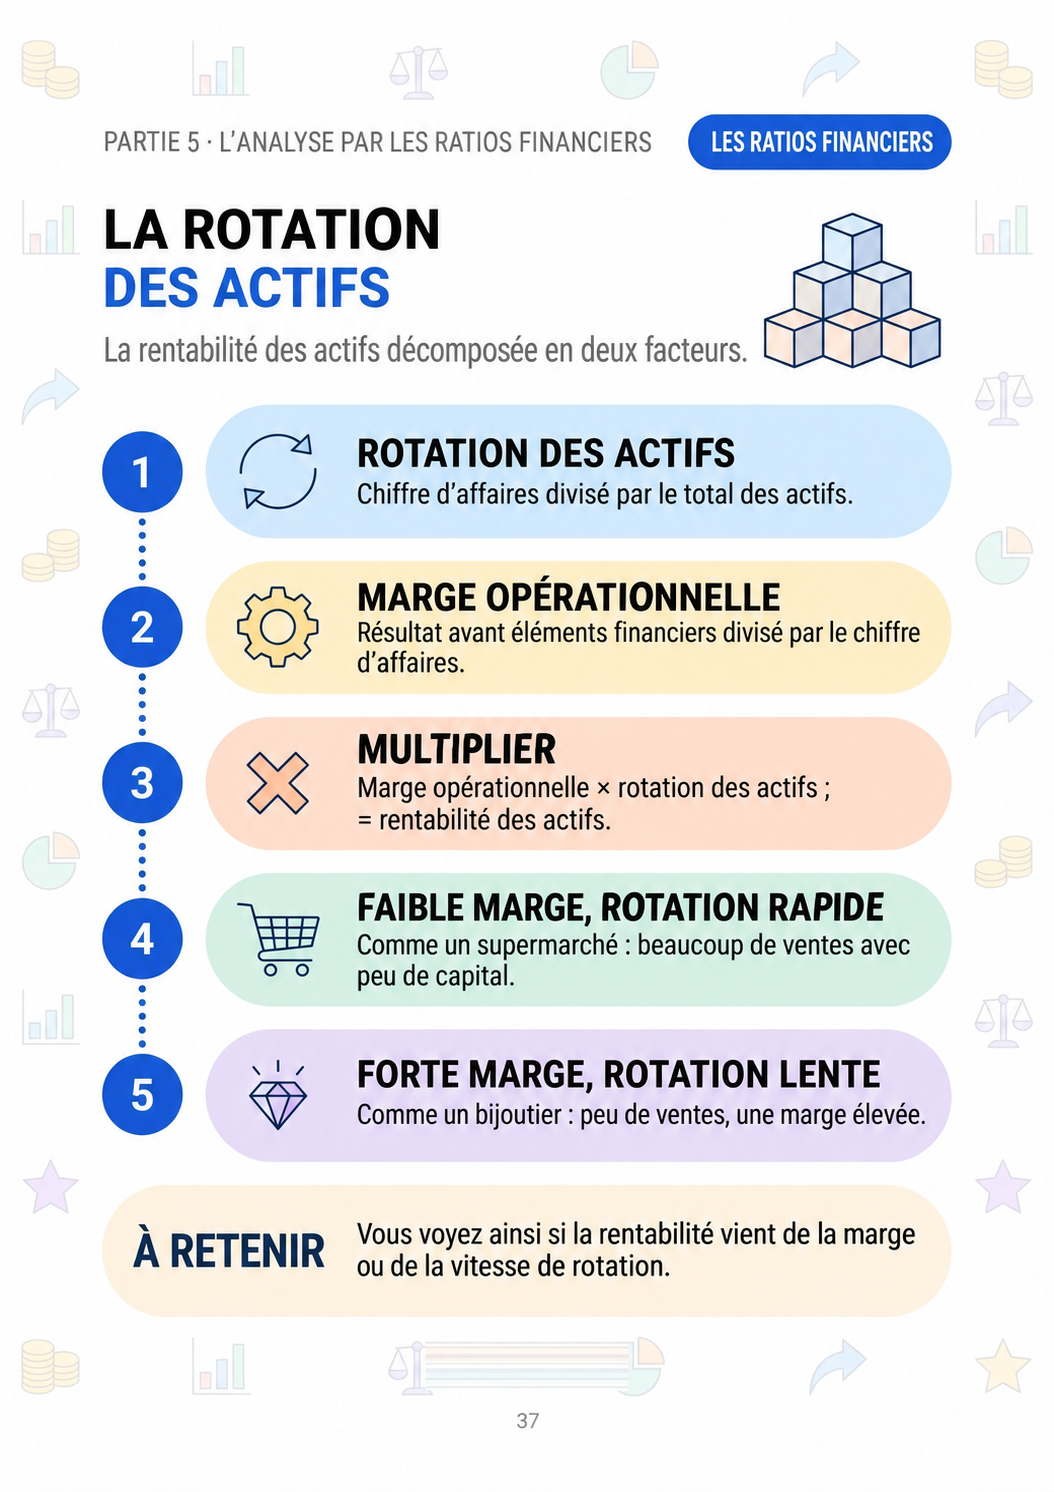 PARTIE 5 · L’ANALYSE PAR LES RATIOS FINANCIERS
LES RATIOS FINANCIERS
LA ROTATION
DES ACTIFS
La rentabilité des actifs décomposée en deux facteurs.
1
ROTATION DES ACTIFS
Chiffre d’affaires divisé par le total des actifs.
2
MARGE OPÉRATIONNELLE
Résultat avant éléments financiers divisé par le chiffre
d’affaires.
3
MULTIPLIER
Marge opérationnelle × rotation des actifs ;
= rentabilité des actifs.
4
FAIBLE MARGE, ROTATION RAPIDE
Comme un supermarché : beaucoup de ventes avec
peu de capital.
5
FORTE MARGE, ROTATION LENTE
Comme un bijoutier : peu de ventes, une marge élevée.
À RETENIR
Vous voyez ainsi si la rentabilité vient de la marge
ou de la vitesse de rotation.
37